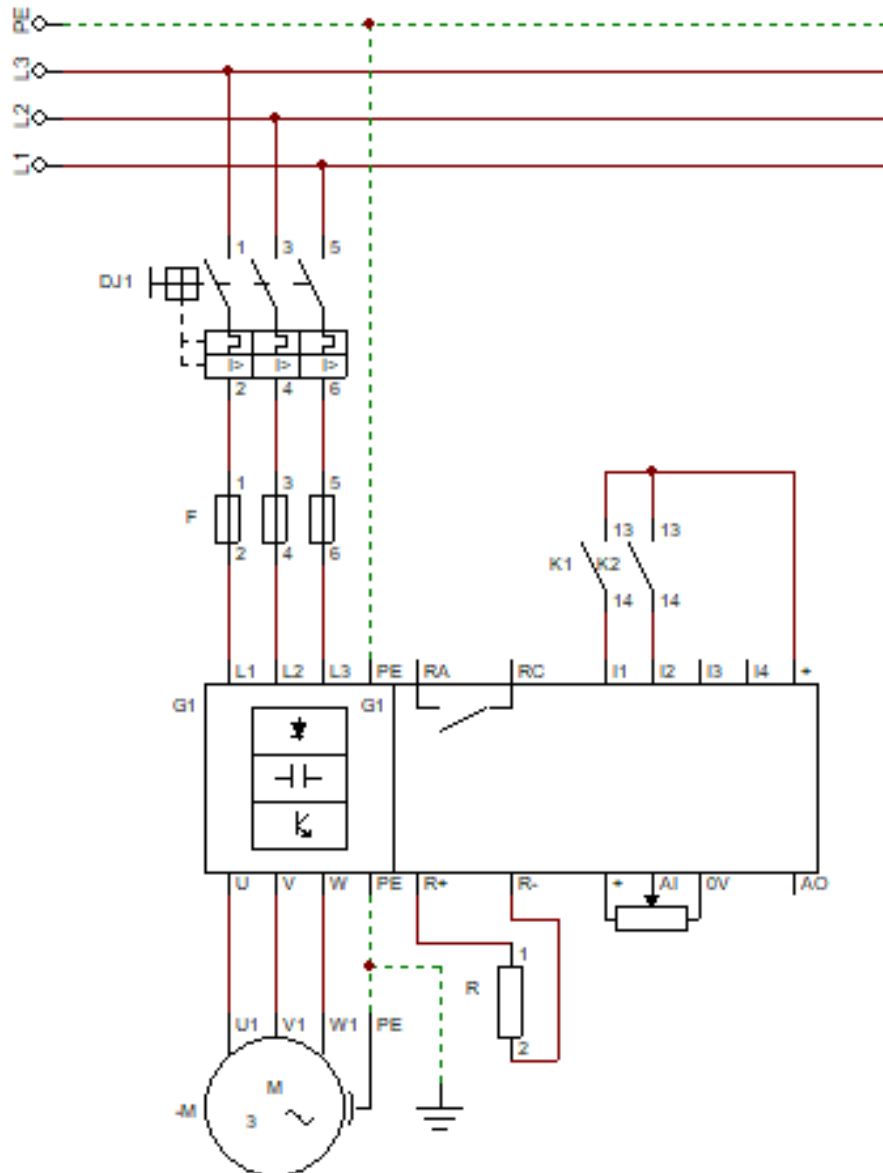 PE
L3
L2
L1
1 3 5
DJ1
I> I> I>
2 4 6
1 3 5
F
2 4 6
13 13
K1 K2
14 14
L1 L2 L3 PE RA RC I1 I2 I3 I4 +
G1 G1
U V W PE R+ R- + AI 0V AO
1
R
2
U1 V1 W1 PE
M
-M 3